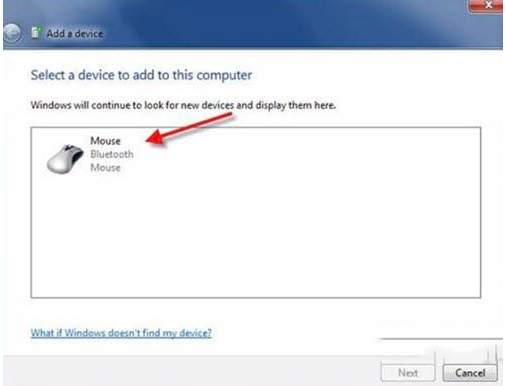 Add a device
Select a device to add to this computer
Windows will continue to look for new devices and display them here.
Mouse
Bluetooth
Mouse
What if Windows doesn't find my device?
Next
Cancel